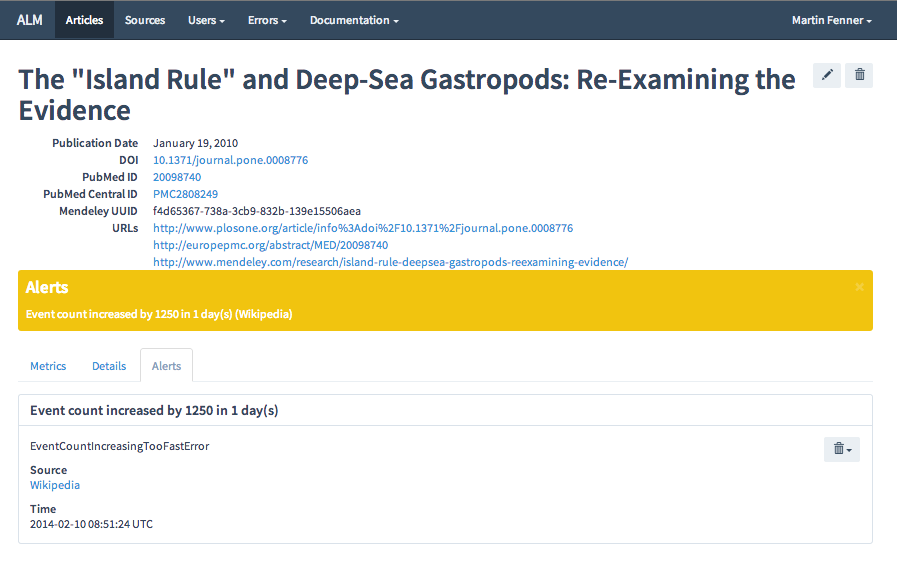 ALM Articles Sources Users Errors Documentation Martin Fenner
The "Island Rule" and Deep-Sea Gastropods: Re-Examining the
Evidence
Publication Date January 19, 2010
DOI 10.1371/journal.pone.0008776
PubMed ID 20098740
PubMed Central ID PMC2808249
Mendeley UUID f4d65367-738a-3cb9-832b-139e15506aea
URLs http://www.plosone.org/article/info%3Adoi%2F10.1371%2Fjournal.pone.0008776
http://europepmc.org/abstract/MED/20098740
http://www.mendeley.com/research/island-rule-deepsea-gastropods-reexamining-evidence/
Alerts ×
Event count increased by 1250 in 1 day(s) (Wikipedia)
Metrics Details Alerts
Event count increased by 1250 in 1 day(s)
EventCountIncreasingTooFastError
Source
Wikipedia
Time
2014-02-10 08:51:24 UTC